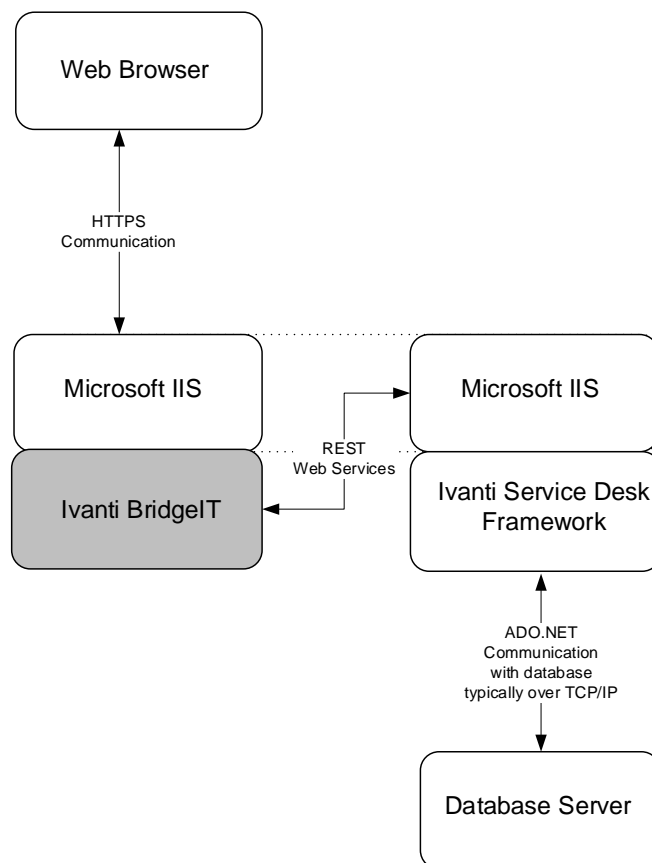 Web Browser
HTTPS
Communication
Microsoft IIS
Microsoft IIS
REST
Web Services
Ivanti BridgeIT
Ivanti Service Desk
Framework
ADO.NET
Communication
with database
typically over TCP/IP
Database Server